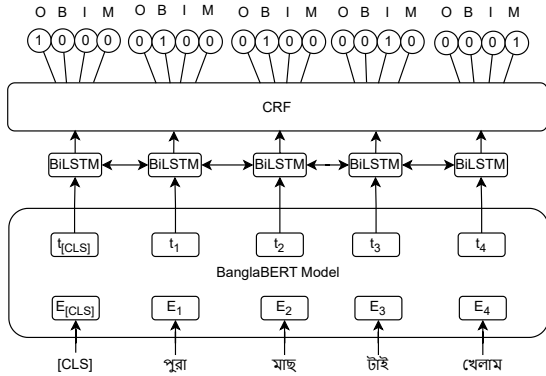 O B I M O B I M O B I M O B I M O B I M
1 0 0 0 0 1 0 0 0 1 0 0 0 0 1 0 0 0 0 1
CRF
BiLSTM BiLSTM BiLSTM BiLSTM BiLSTM
t[CLS] t1 t2 t3 t4
BanglaBERT Model
E[CLS] E1 E2 E3 E4
[CLS] পুরা মাছ টাই খেলাম